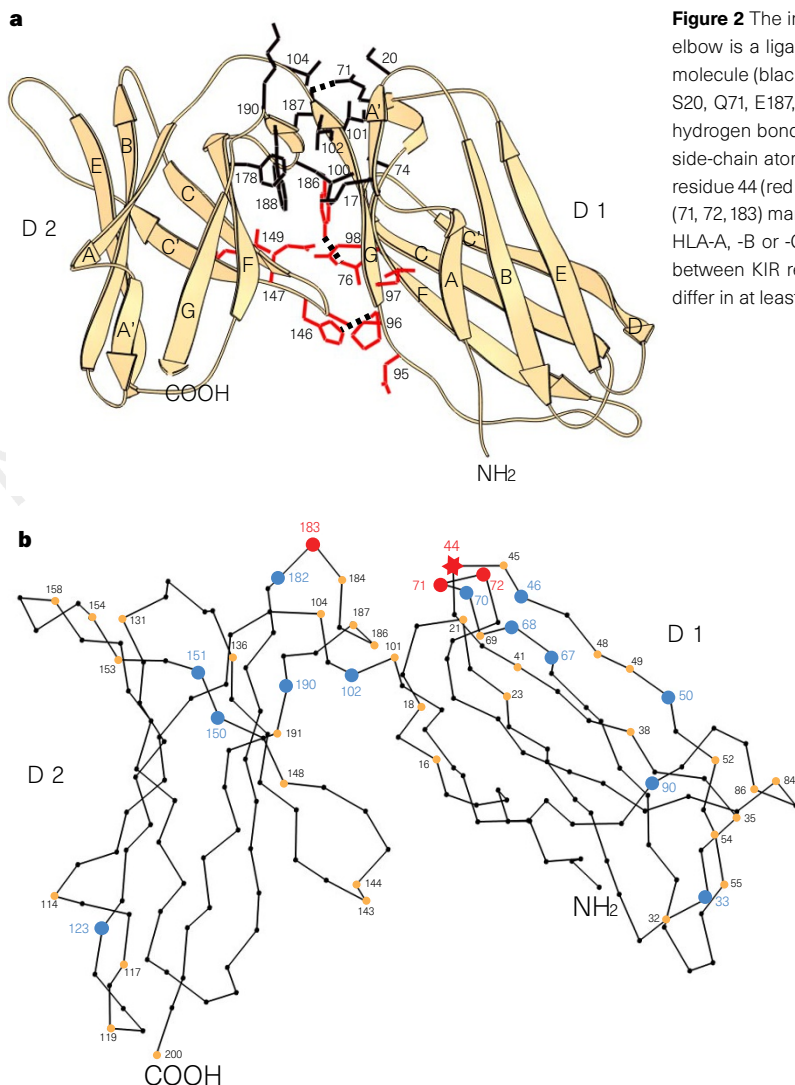 a
Figure 2 The in
elbow is a liga
molecule (blac
S20, Q71, E187,
hydrogen bond
side-chain ator
residue 44 (red
(71, 72, 183) ma
HLA-A, -B or -C
between KIR re
differ in at leas
104
71
20
190
187
A'
101
102
178
100
74
186
17
188
E
B
C
D 2
D 1
149
C'
98
G
C
C'
A
F
76
F
A
B
E
147
97
G
A'
146
96
D
95
COOH
NH2
b
183
44
45
158
182
184
71
72
46
154
104
70
131
187
21
68
D 1
136
186
69
48
153
151
101
41
67
49
190
102
23
50
150
18
191
38
D 2
16
52
148
90
86
84
35
54
144
55
114
143
NH2
32
33
123
117
119
200
COOH